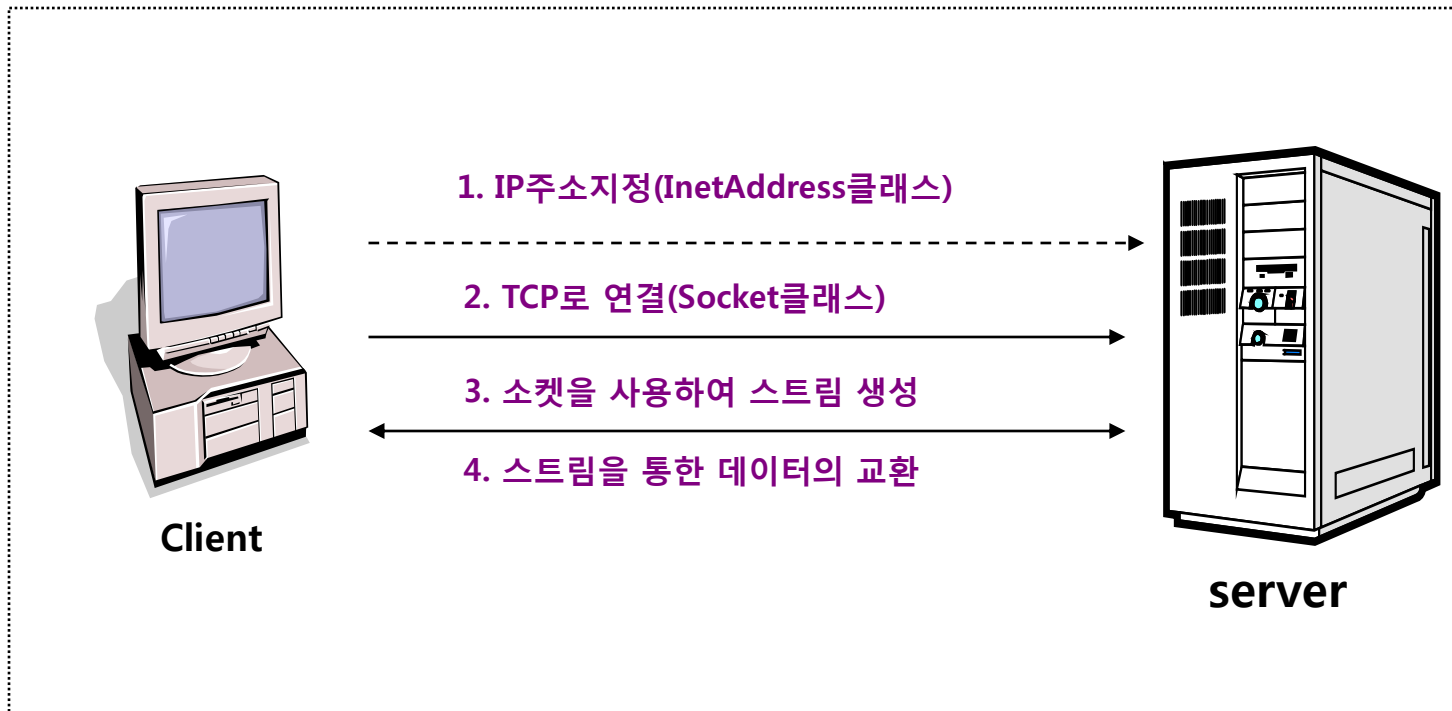 1. IP주소지정(InetAddress클래스)
2. TCP로 연결(Socket클래스)
3. 소켓을 사용하여 스트림 생성
4. 스트림을 통한 데이터의 교환
Client
server